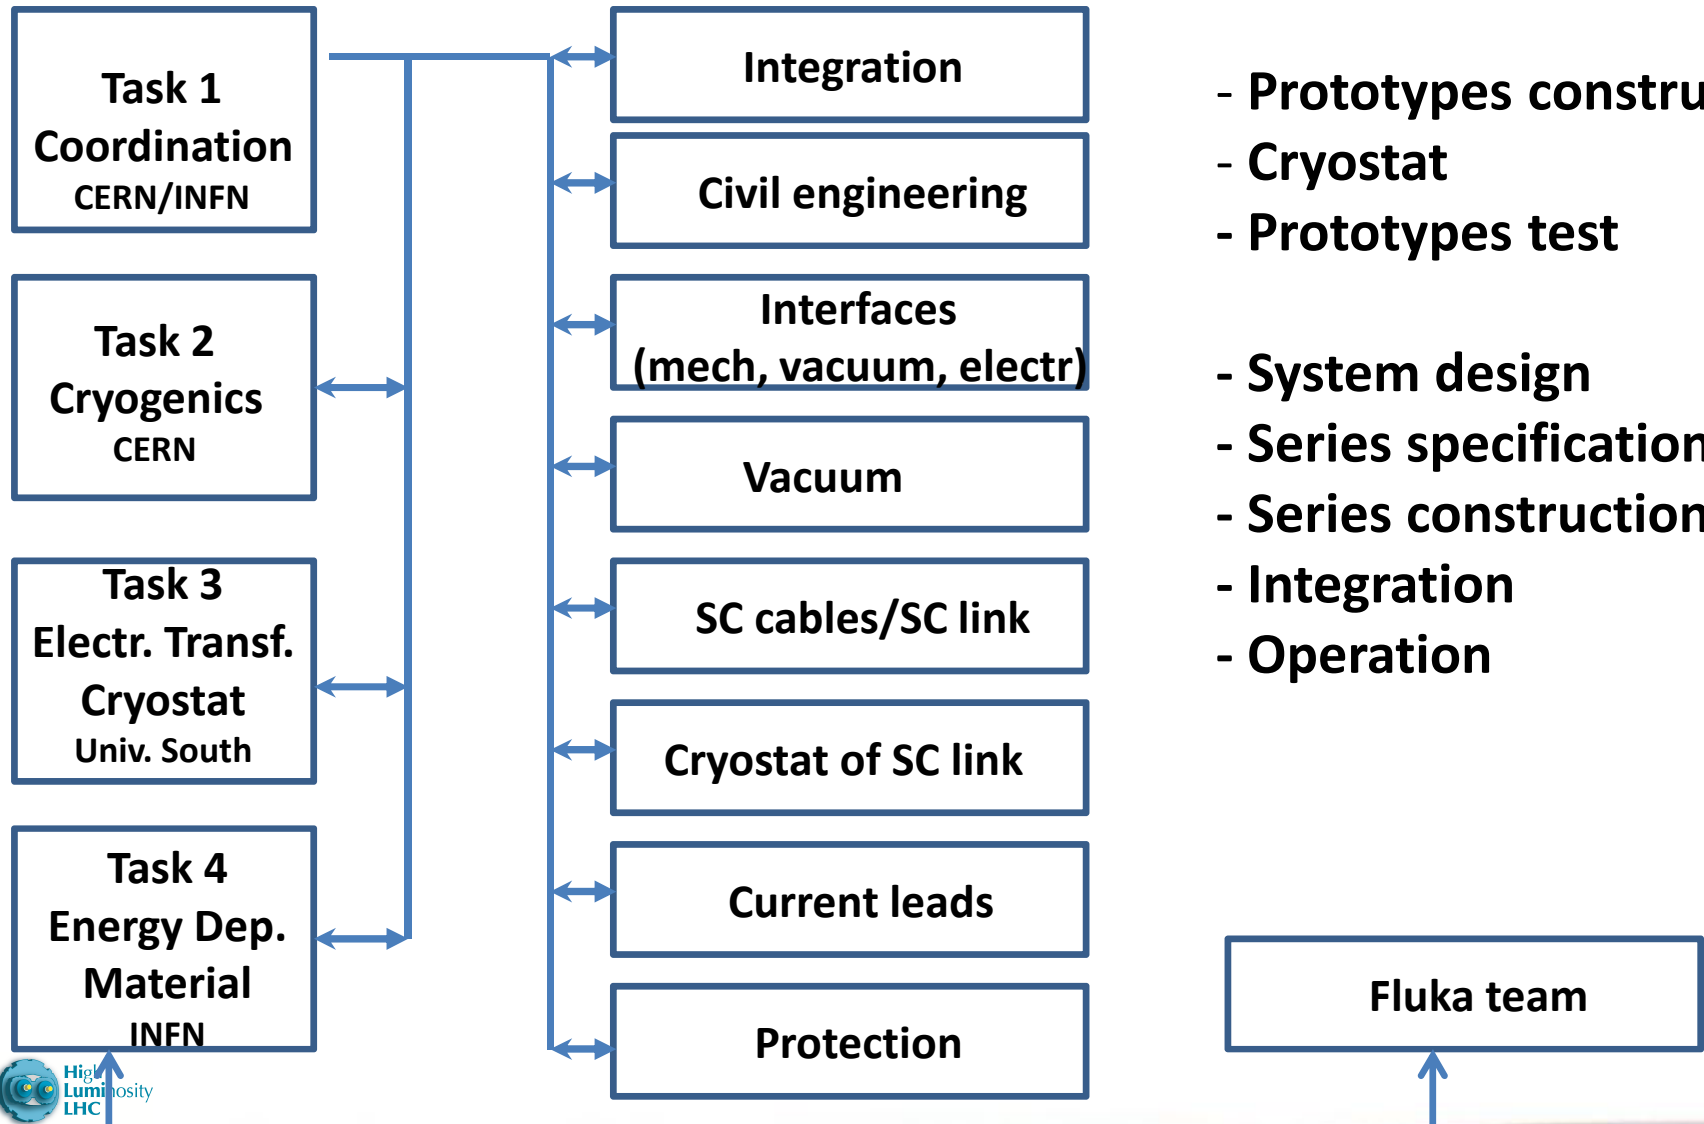 Task 1
Coordination
CERN/INFN
Task 2
Cryogenics
CERN
Task 3
Electr. Transf.
Cryostat
Univ. South
Task 4
Energy Dep.
Material
INFN
High
Luminosity
LHC
Integration
Civil engineering
Interfaces
(mech, vacuum, electr)
Vacuum
SC cables/SC link
Cryostat of SC link
Current leads
Protection
- Prototypes constru
- Cryostat
- Prototypes test
- System design
- Series specification
- Series construction
- Integration
- Operation
Fluka team